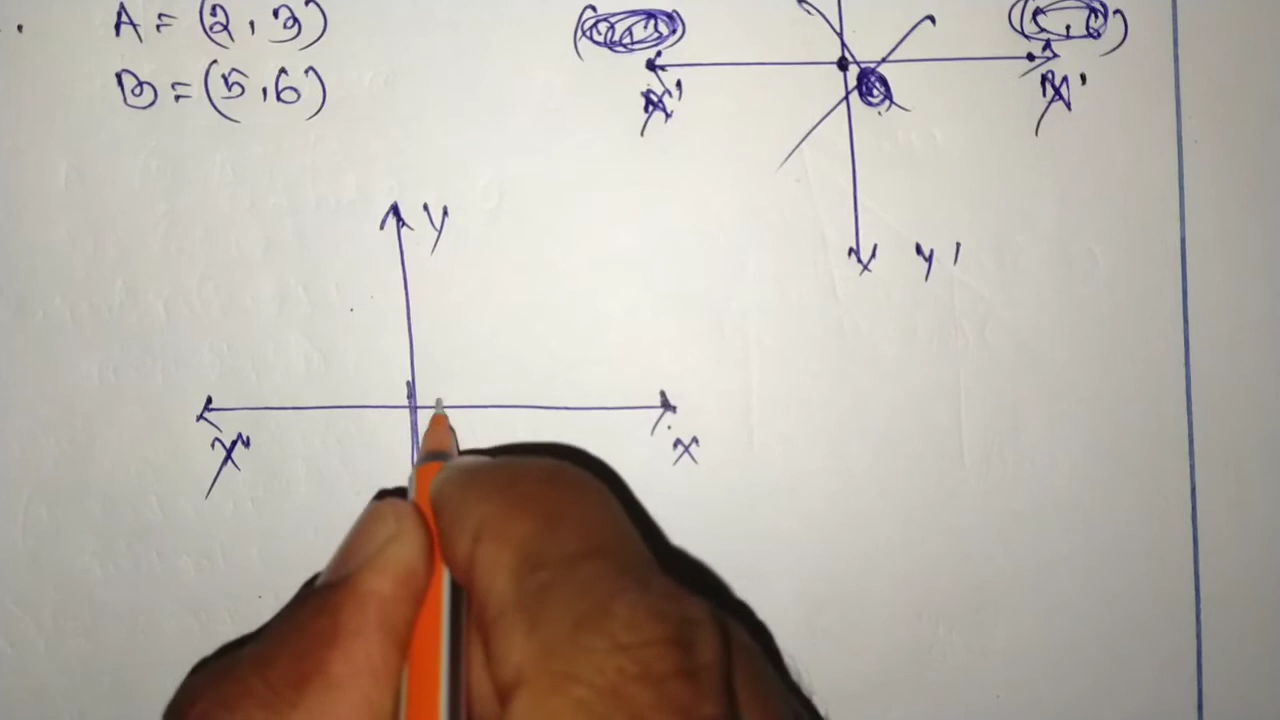 A = (2, 3)
B = (5, 6)
Y'
Y
X'
X